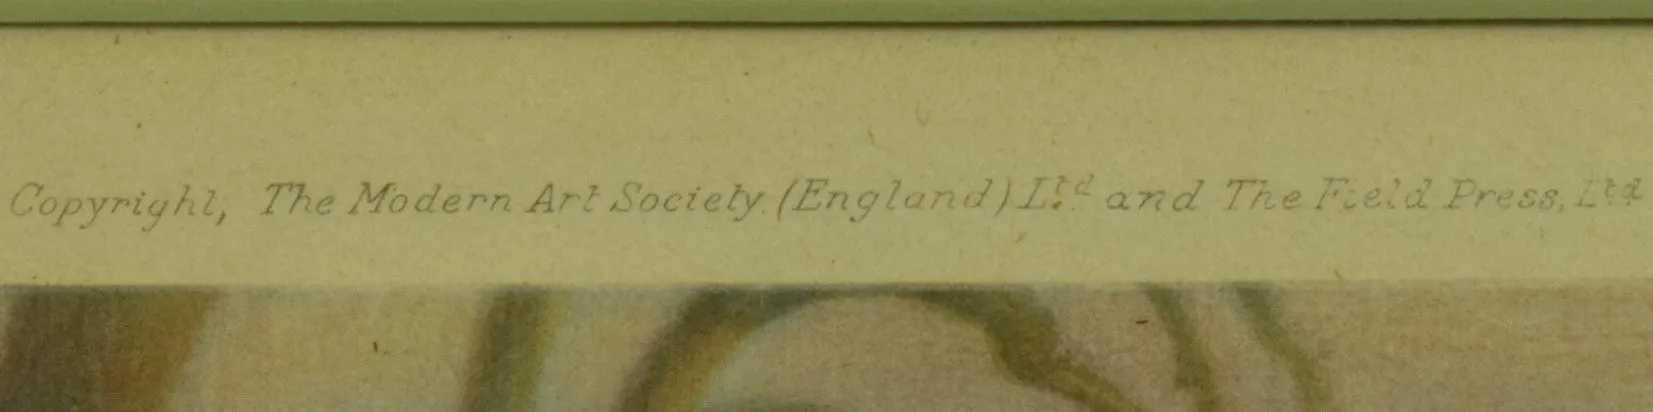 Copyright, The Modern Art Society. (England) Ltd and The Field Press, Ltd